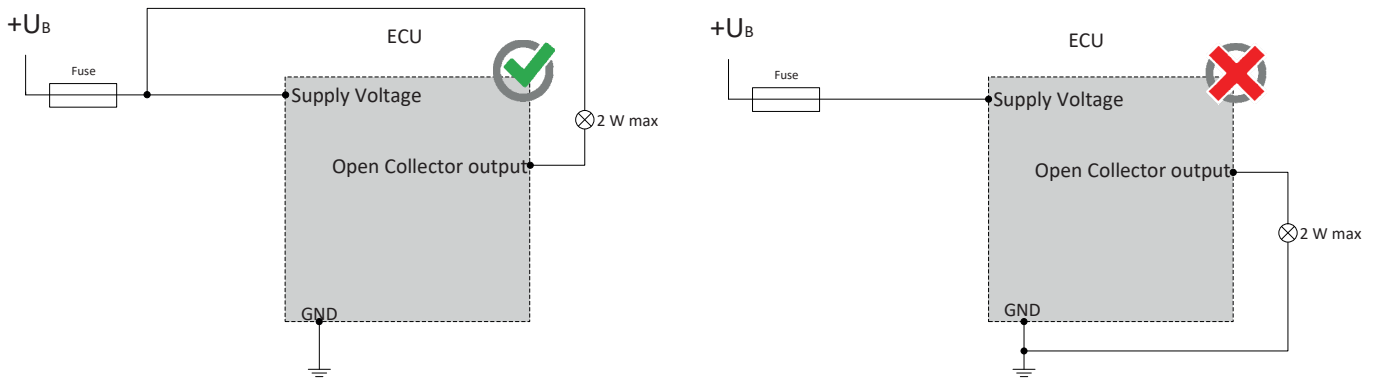 +UB
ECU
Fuse
Supply Voltage
2 W max
Open Collector output
GND
+UB
ECU
Fuse
Supply Voltage
Open Collector output
2 W max
GND